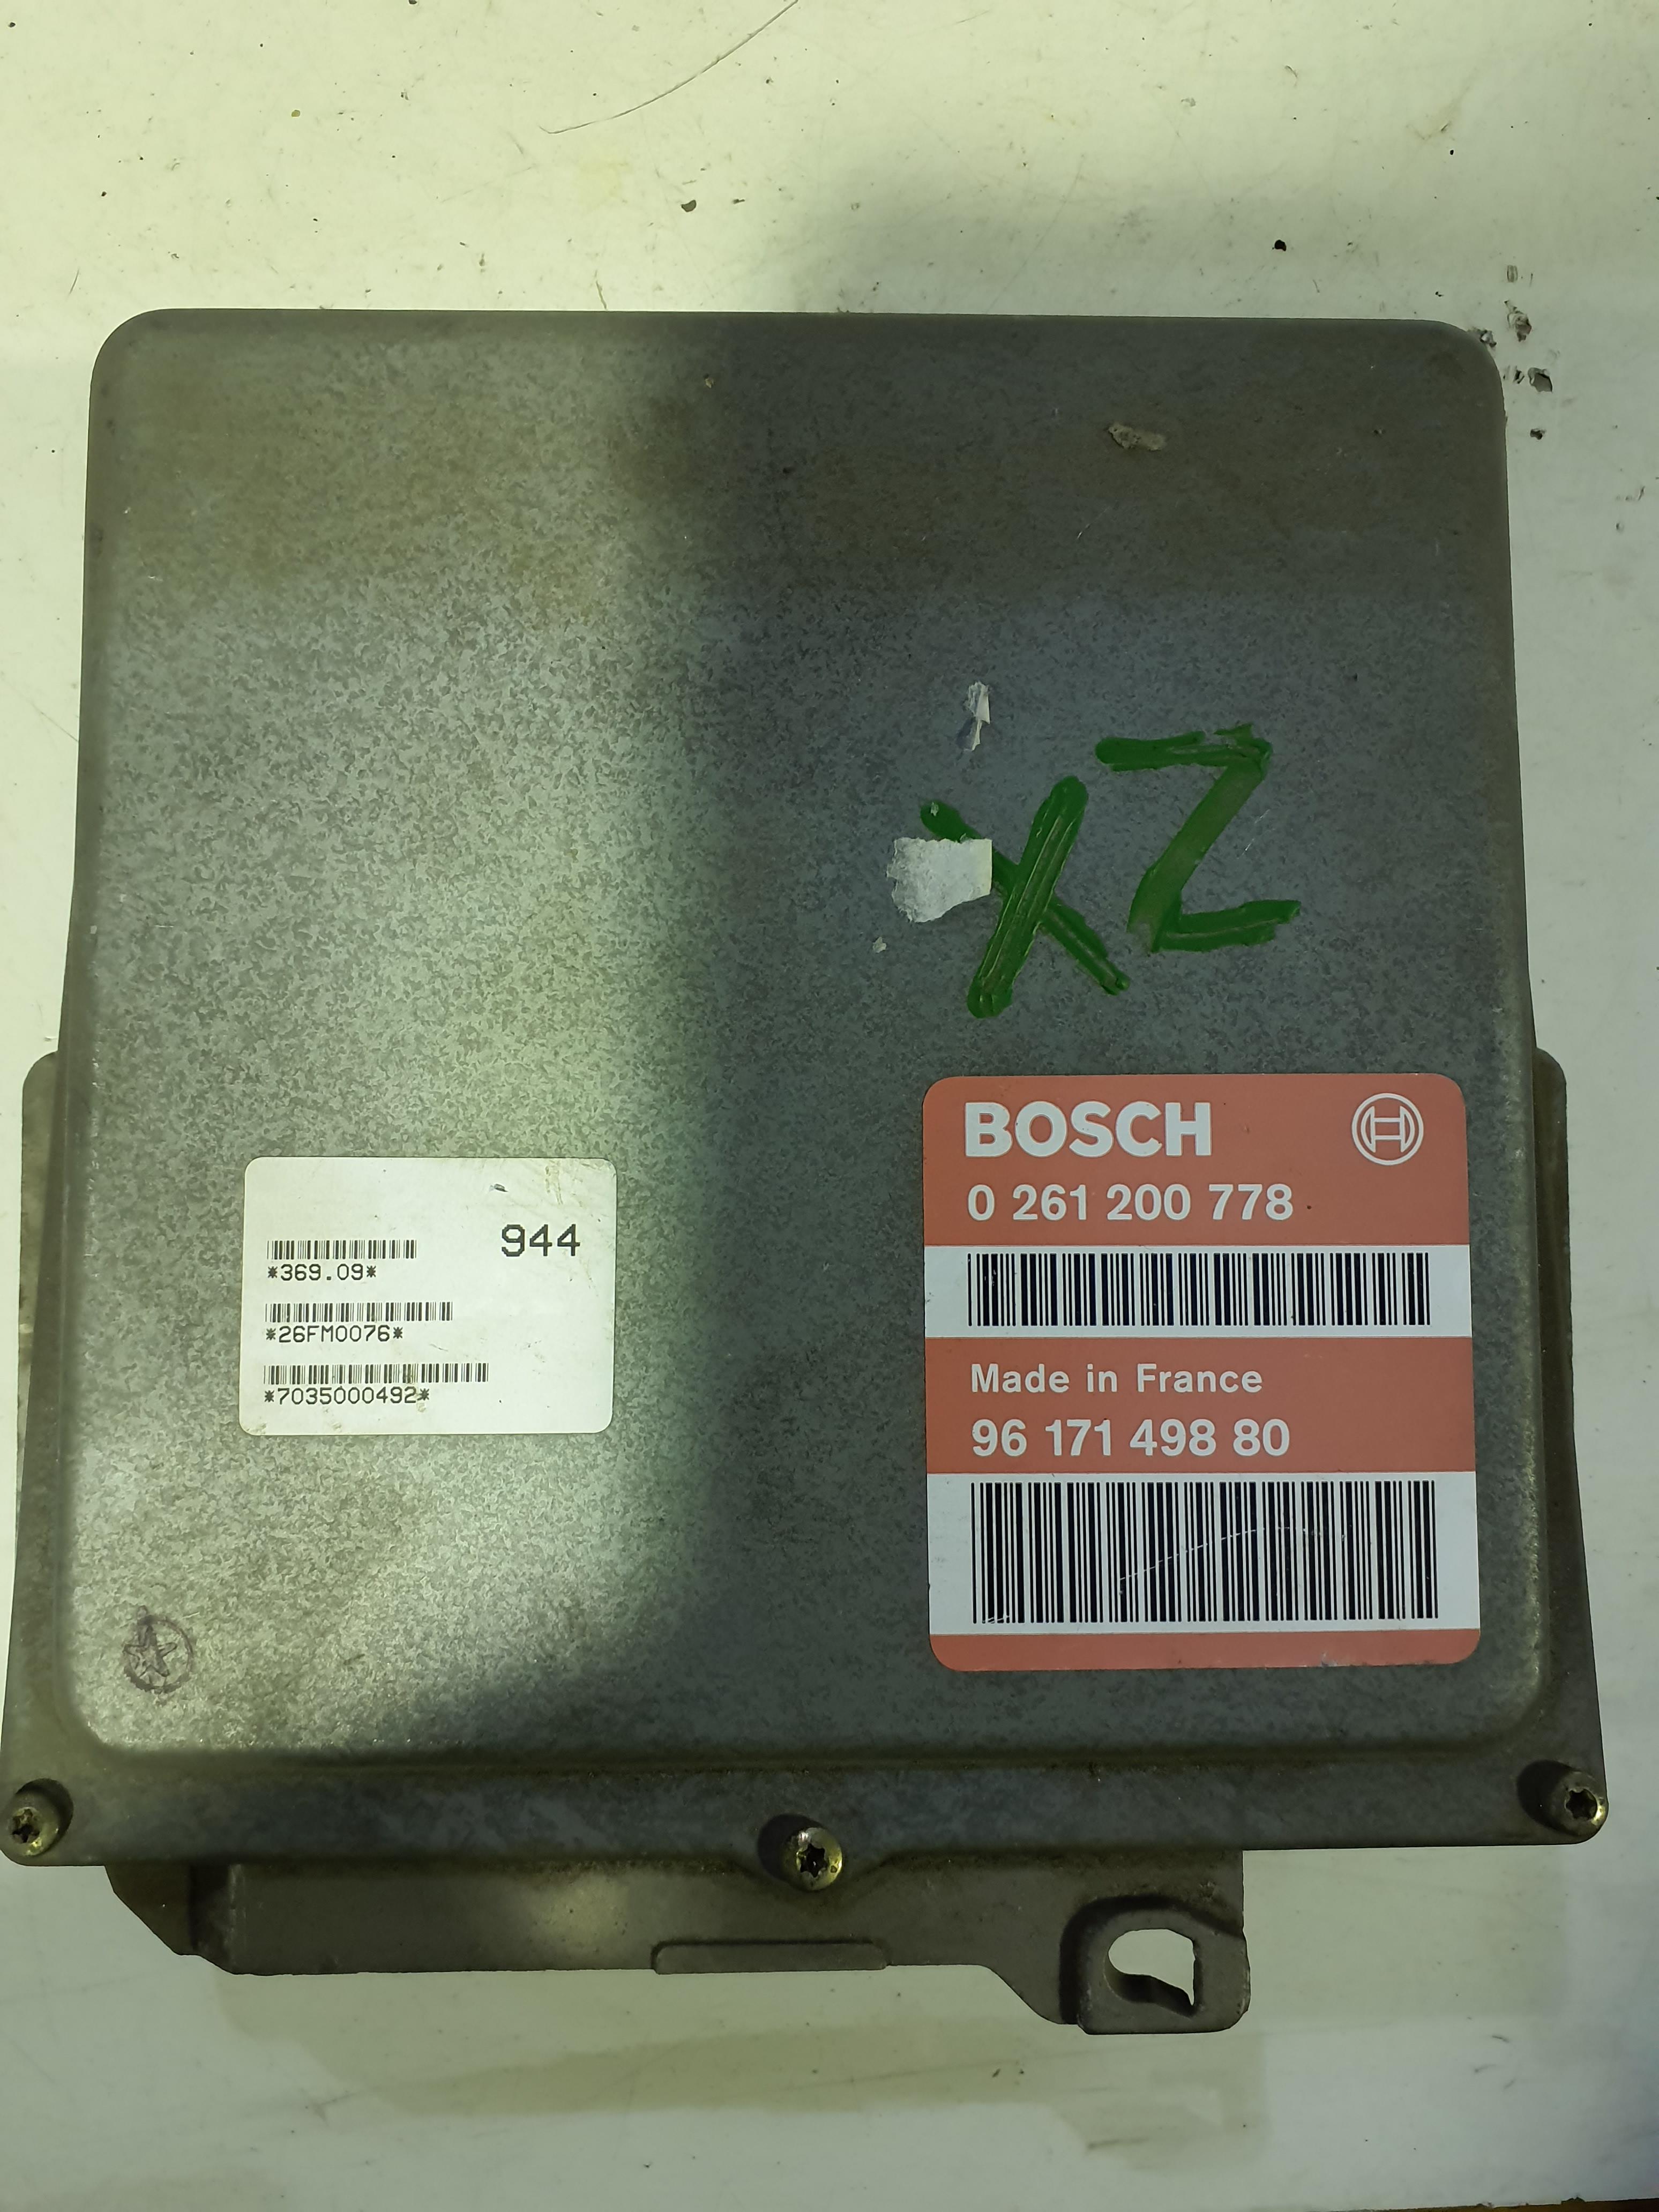 XZ
944
*369.09*
*26FM0076*
*7035000492*
BOSCH
0 261 200 778
Made in France
96 171 498 80